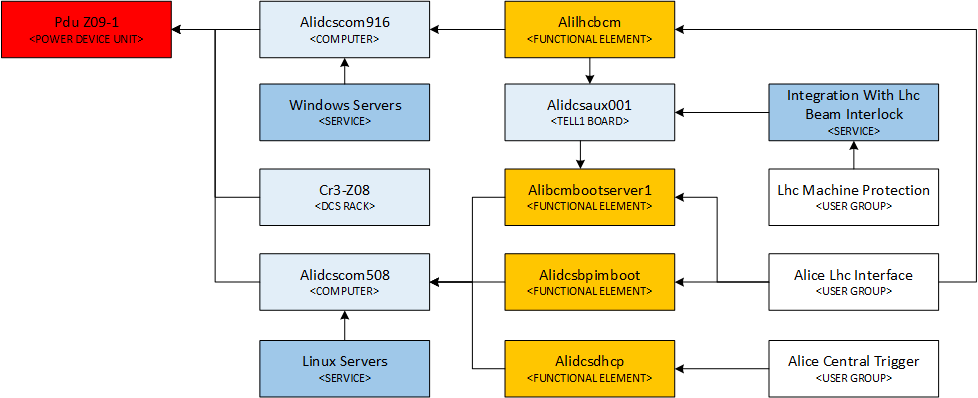 Pdu Z09-1
<POWER DEVICE UNIT>
Alidcscom916
<COMPUTER>
Alilhcbcm
<FUNCTIONAL ELEMENT>
Windows Servers
<SERVICE>
Alidcsaux001
<TELL1 BOARD>
Integration With Lhc
Beam Interlock
<SERVICE>
Cr3-Z08
<DCS RACK>
Alibcmbootserver1
<FUNCTIONAL ELEMENT>
Lhc Machine Protection
<USER GROUP>
Alidcscom508
<COMPUTER>
Alidcsbpimboot
<FUNCTIONAL ELEMENT>
Alice Lhc Interface
<USER GROUP>
Linux Servers
<SERVICE>
Alidcsdhcp
<FUNCTIONAL ELEMENT>
Alice Central Trigger
<USER GROUP>